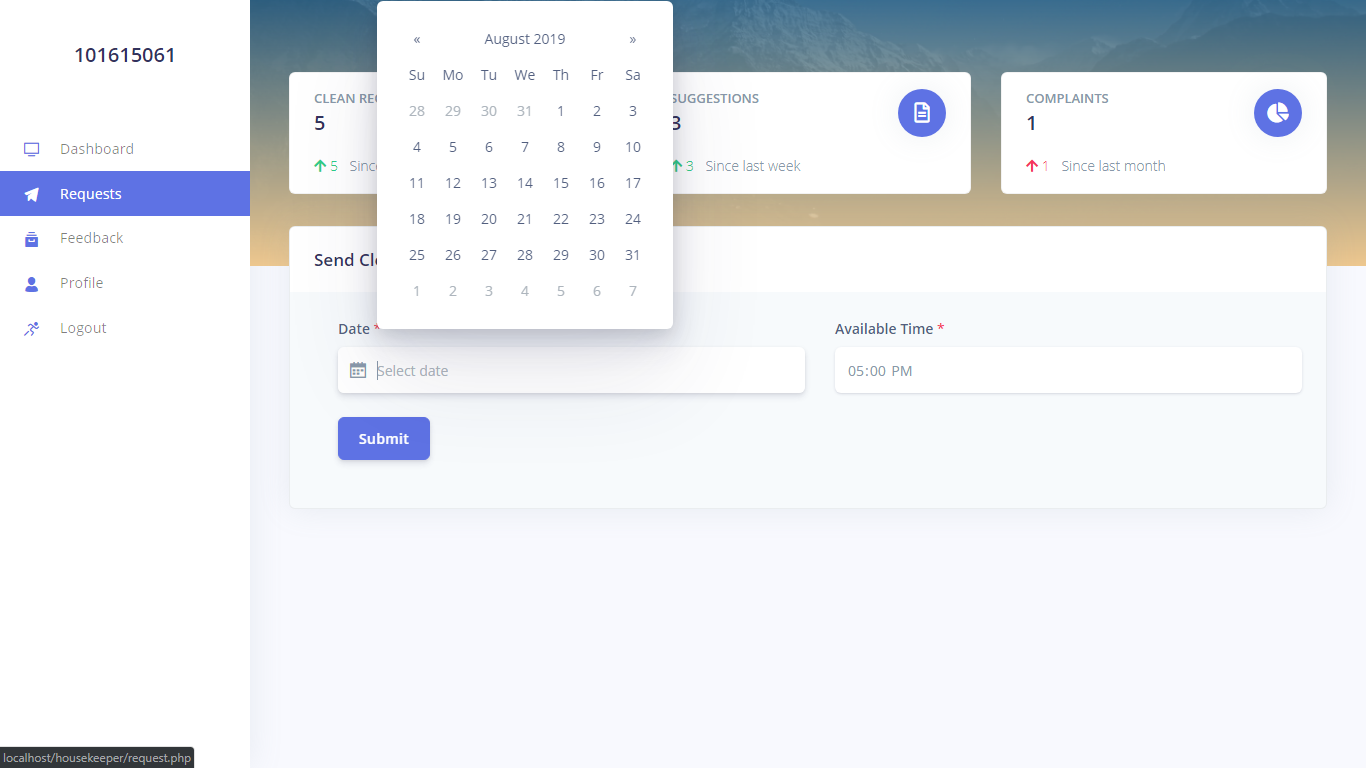 101615061
Dashboard
Requests
Feedback
Profile
Logout
« August 2019 »
Su Mo Tu We Th Fr Sa
28 29 30 31 1 2 3
4 5 6 7 8 9 10
11 12 13 14 15 16 17
18 19 20 21 22 23 24
25 26 27 28 29 30 31
1 2 3 4 5 6 7
CLEAN
5
5
SUGGESTIONS
3
3 Since last week
COMPLAINTS
1
1 Since last month
Send
Date *
Select date
Available Time *
05:00 PM
Submit
localhost/housekeeper/request.php